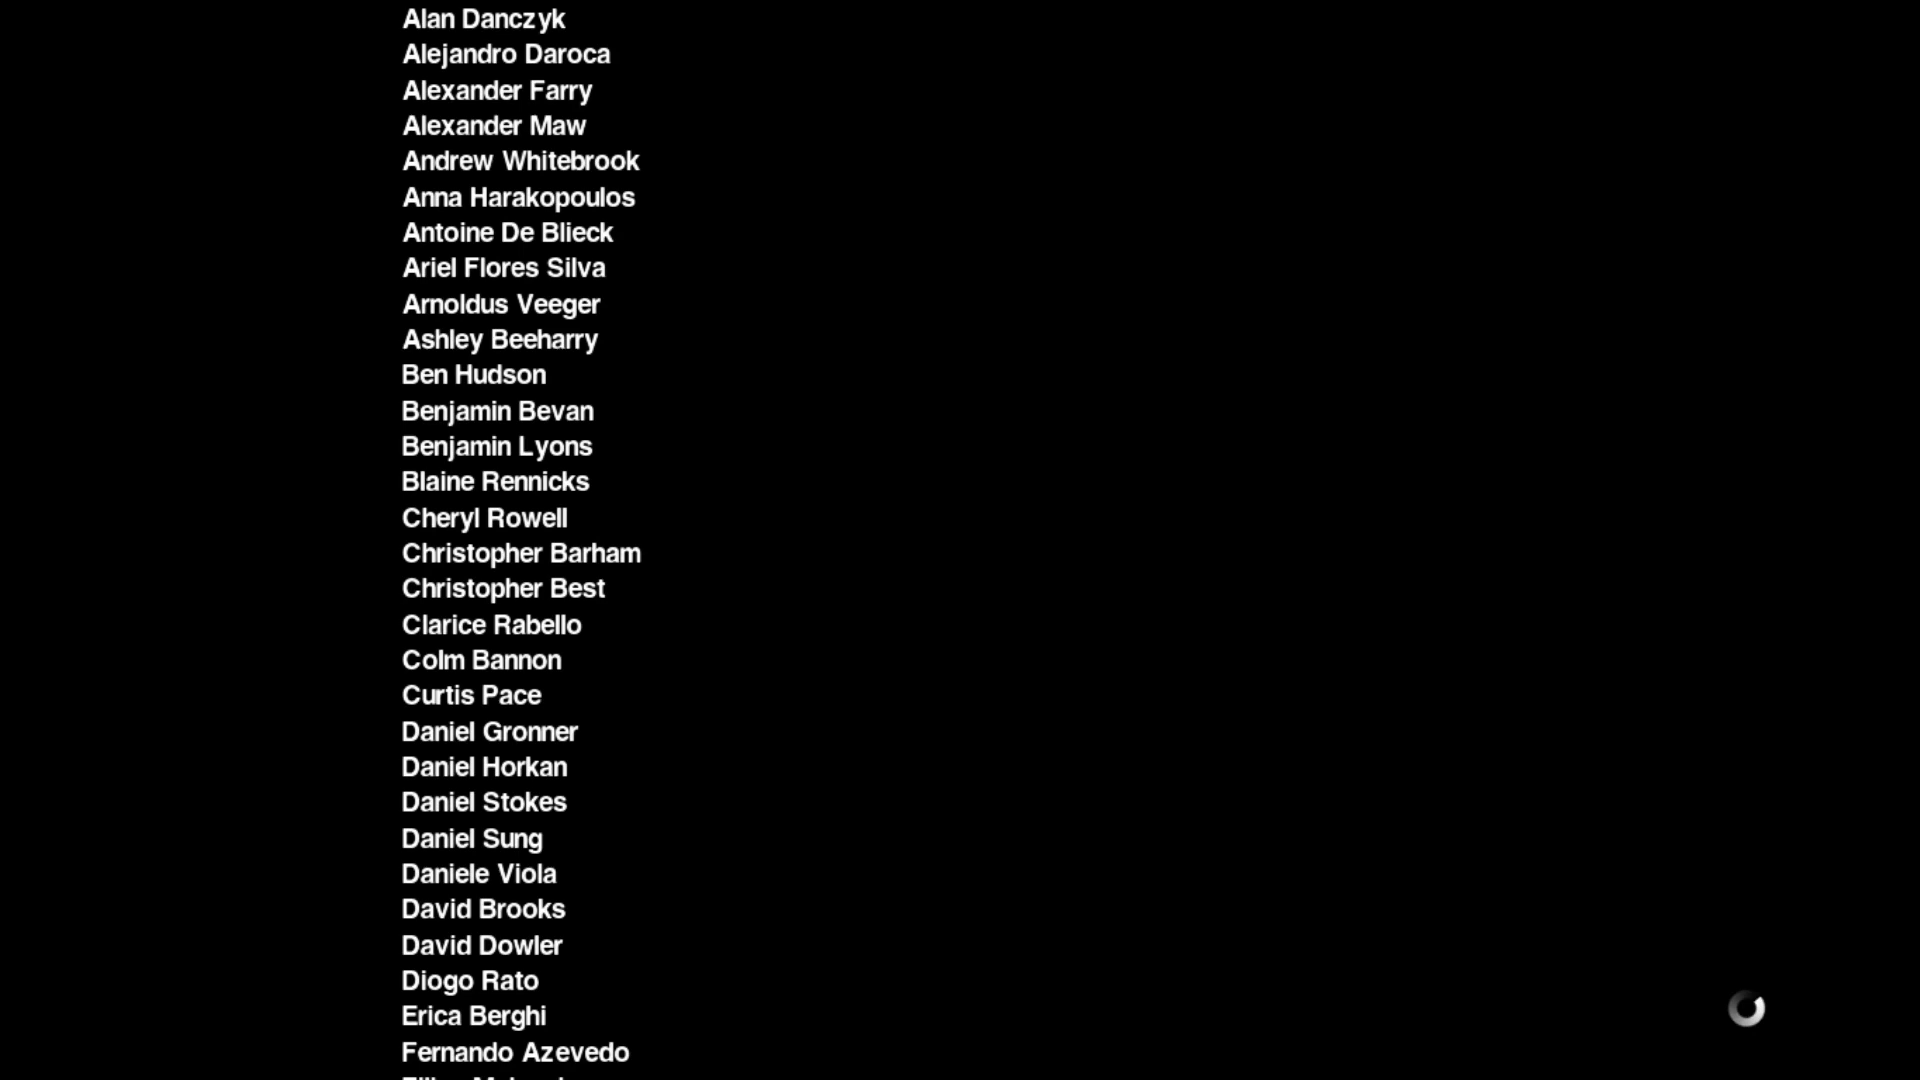 Alan Danczyk
Alejandro Daroca
Alexander Farry
Alexander Maw
Andrew Whitebrook
Anna Harakopoulos
Antoine De Blieck
Ariel Flores Silva
Arnoldus Veeger
Ashley Beeharry
Ben Hudson
Benjamin Bevan
Benjamin Lyons
Blaine Rennicks
Cheryl Rowell
Christopher Barham
Christopher Best
Clarice Rabello
Colm Bannon
Curtis Pace
Daniel Gronner
Daniel Horkan
Daniel Stokes
Daniel Sung
Daniele Viola
David Brooks
David Dowler
Diogo Rato
Erica Berghi
Fernando Azevedo